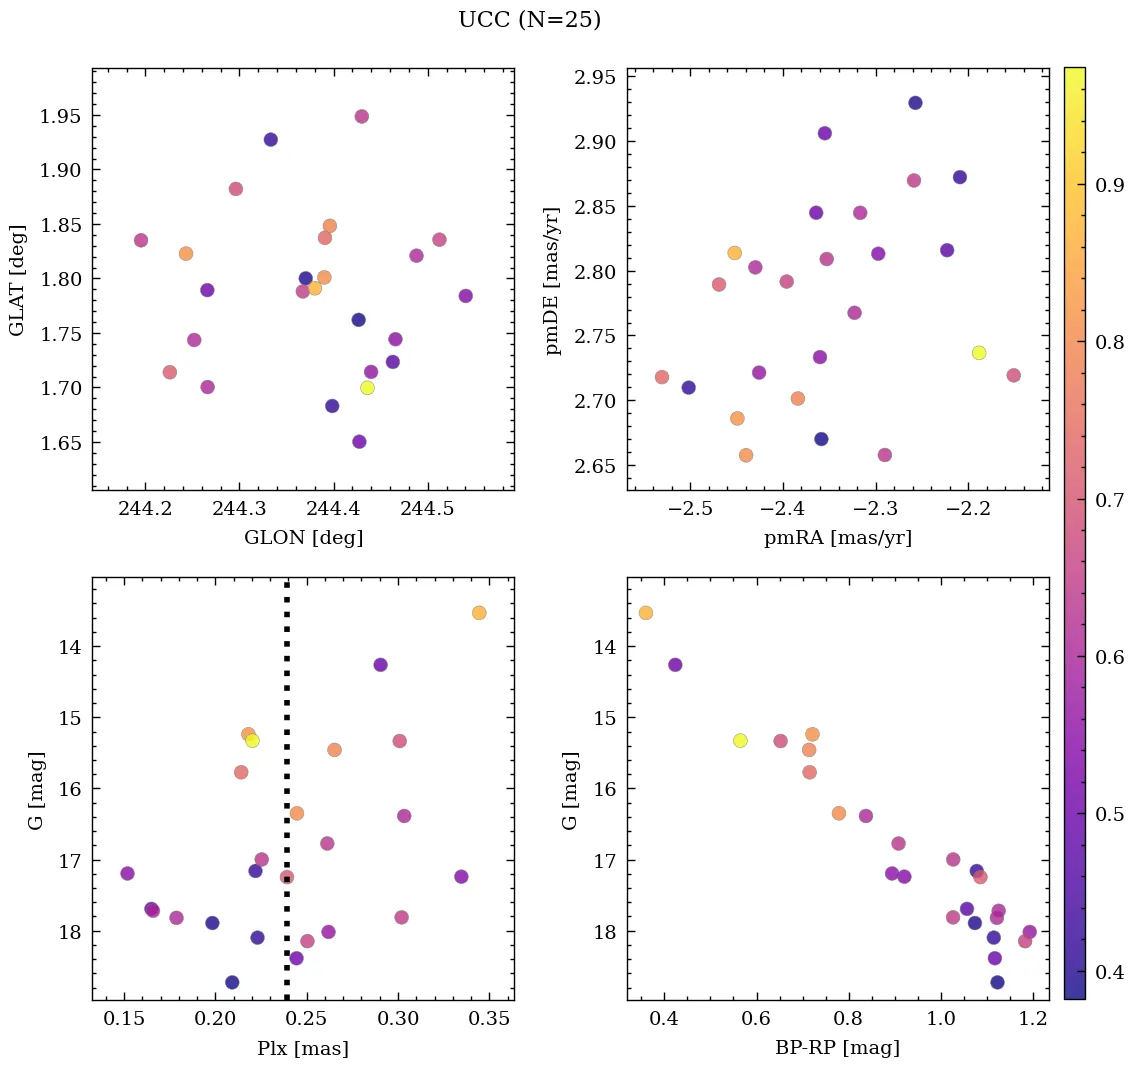 UCC (N=25)
1.95
1.90
1.85
1.80
1.75
1.70
1.65
GLAT [deg]
244.2 244.3 244.4 244.5
GLON [deg]
2.95
2.90
2.85
2.80
2.75
2.70
2.65
pmDE [mas/yr]
−2.5 −2.4 −2.3 −2.2
pmRA [mas/yr]
14
15
16
17
18
G [mag]
0.15 0.20 0.25 0.30 0.35
Plx [mas]
14
15
16
17
18
G [mag]
0.4 0.6 0.8 1.0 1.2
BP-RP [mag]
0.9
0.8
0.7
0.6
0.5
0.4